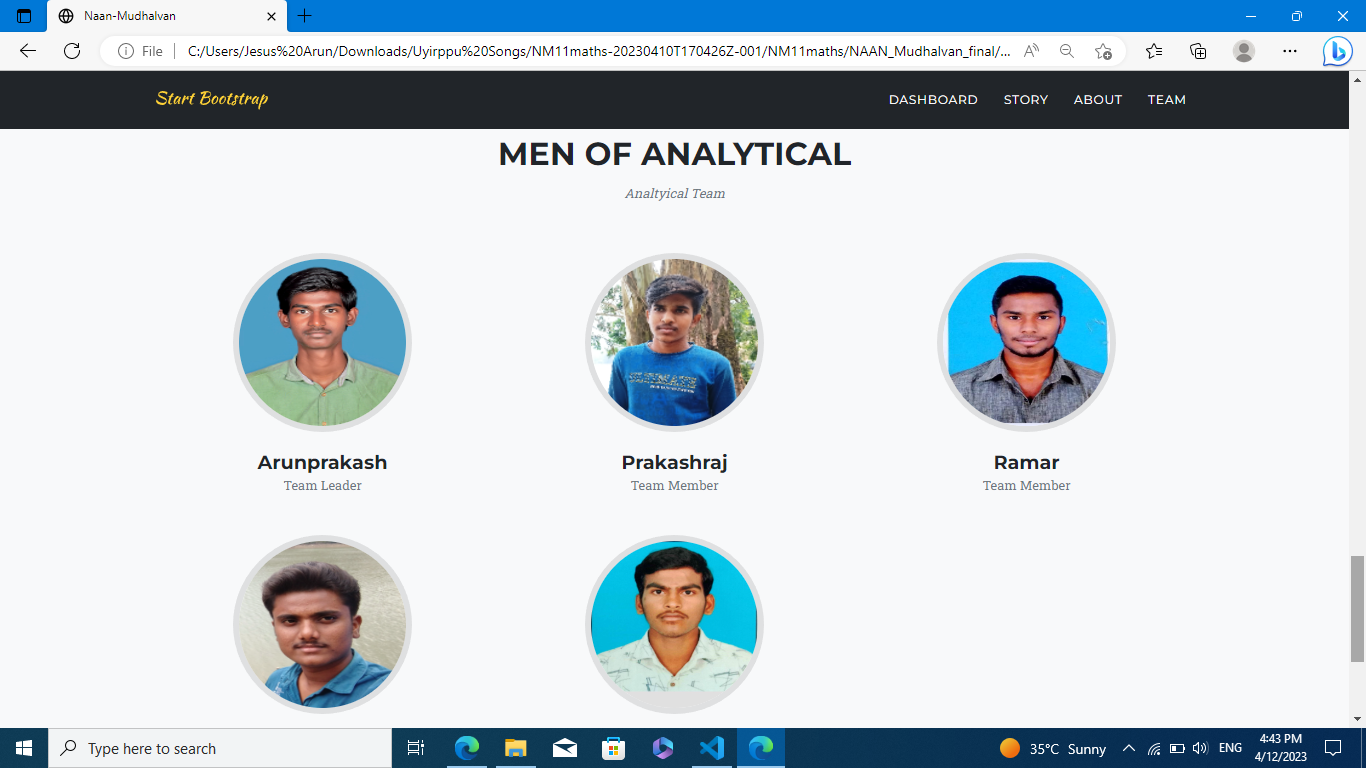 Naan-Mudhalvan
File
C:/Users/Jesus%20Arun/Downloads/Uyirppu%20Songs/NM11maths-20230410T170426Z-001/NM11maths/NAAN_Mudhalvan_final/...
Start Bootstrap
DASHBOARD STORY ABOUT TEAM
MEN OF ANALYTICAL
Analtyical Team
Arunprakash Prakashraj Ramar
Team Leader Team Member Team Member
Type here to search
35°C Sunny
ENG
4:43 PM
4/12/2023